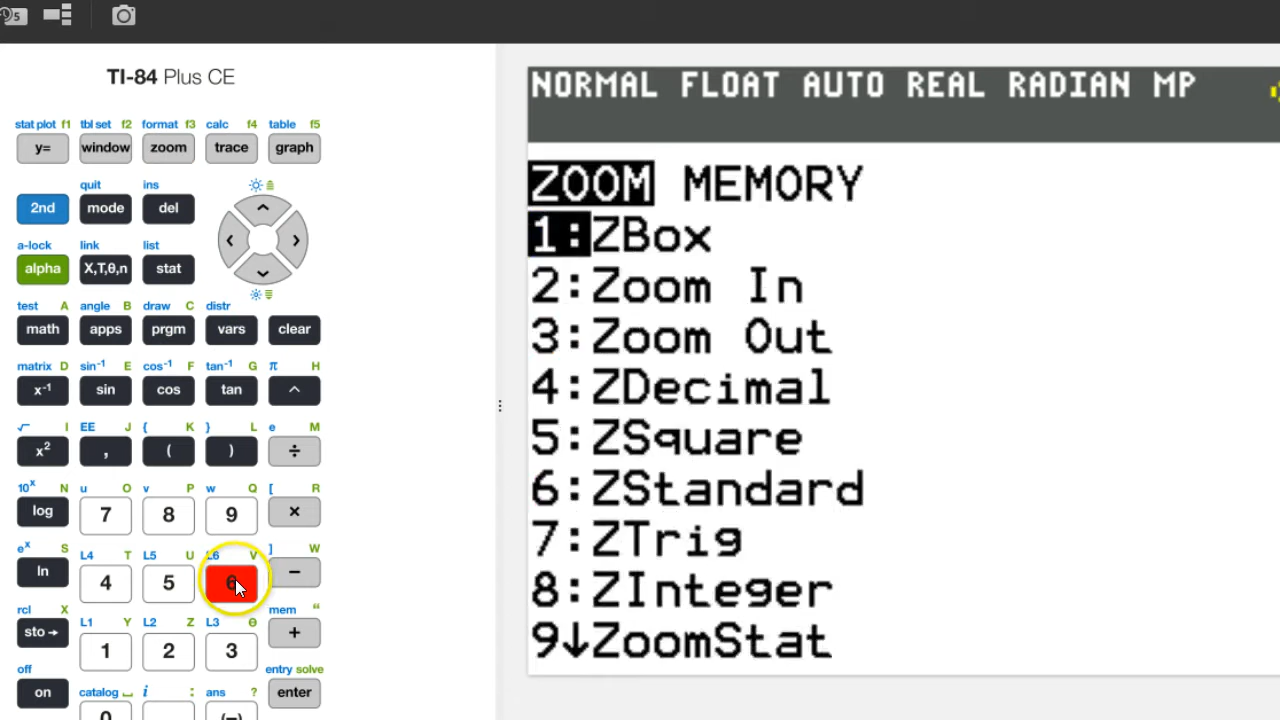 5
TI-84 Plus CE
NORMAL FLOAT AUTO REAL RADIAN MP
stat plot f1 tbl set f2 format f3 calc f4 table f5
y= window zoom trace graph
quit ins
2nd mode del
a-lock link list
alpha X,T,θ,n stat
test A angle B draw C distr
math apps prgm vars clear
matrix D sin⁻¹ E cos⁻¹ F tan⁻¹ G π H
x⁻¹ sin cos tan ^
√ I EE J { K } L e M
x² , ( ) ÷
10ˣ N u O v P w Q [ R
log 7 8 9 ×
eˣ S L4 T L5 U L6 V ] W
ln 4 5 6 −
rcl X L1 Y L2 Z L3 θ mem “
sto→ 1 2 3 +
off catalog i : ans ? entry solve
on 0 (−) enter
ZOOM MEMORY
1:ZBox
2:Zoom In
3:Zoom Out
4:ZDecimal
5:ZSquare
6:ZStandard
7:ZTrig
8:ZInteger
9↓ZoomStat